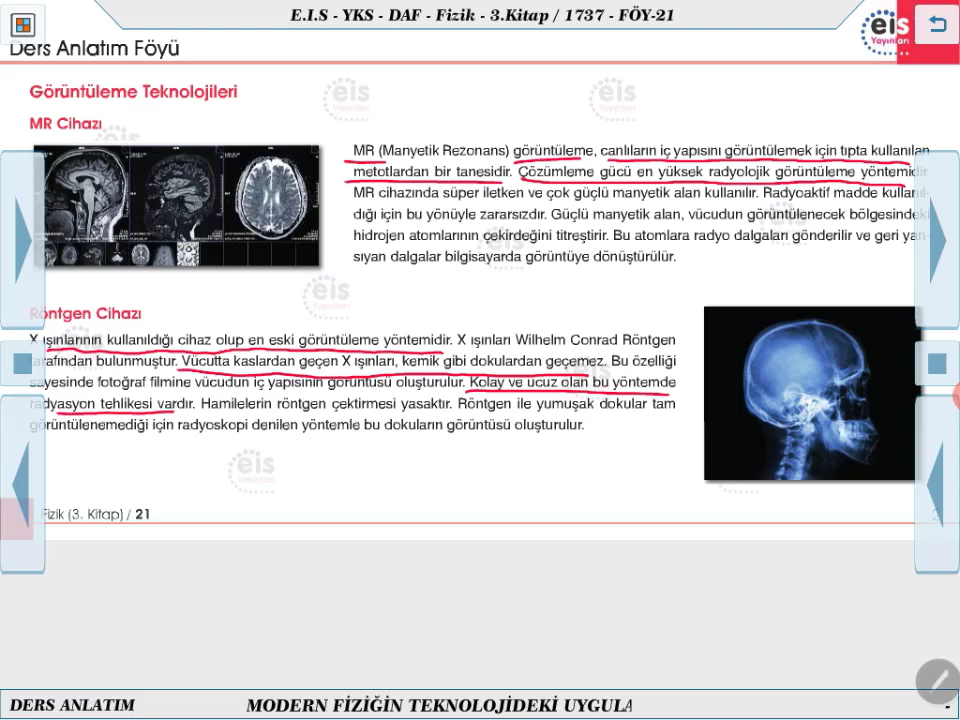 E.I.S - YKS - DAF - Fizik - 3.Kitap / 1737 - FÖY-21
Ders Anlatım Föyü
eis
Yayınları
Görüntüleme Teknolojileri
MR Cihazı
MR (Manyetik Rezonans) görüntüleme, canlıların iç yapısını görüntülemek için tıpta kullanılan
metotlardan bir tanesidir. Çözümleme gücü en yüksek radyolojik görüntüleme yöntemidir.
MR cihazında süper iletken ve çok güçlü manyetik alan kullanılır. Radyoaktif madde kullanıl-
dığı için bu yönüyle zararsızdır. Güçlü manyetik alan, vücudun görüntülenecek bölgesindeki
hidrojen atomlarının çekirdeğini titreştirir. Bu atomlara radyo dalgaları gönderilir ve geri yan-
sıyan dalgalar bilgisayarda görüntüye dönüştürülür.
Röntgen Cihazı
X ışınlarının kullanıldığı cihaz olup en eski görüntüleme yöntemidir. X ışınları Wilhelm Conrad Röntgen
tarafından bulunmuştur. Vücutta kaslardan geçen X ışınları, kemik gibi dokulardan geçemez. Bu özelliği
sayesinde fotoğraf filmine vücudun iç yapısının görüntüsü oluşturulur. Kolay ve ucuz olan bu yöntemde
radyasyon tehlikesi vardır. Hamilelerin röntgen çektirmesi yasaktır. Röntgen ile yumuşak dokular tam
görüntülenemediği için radyoskopi denilen yöntemle bu dokuların görüntüsü oluşturulur.
Fizik (3. Kitap) / 21
DERS ANLATIM
MODERN FİZİĞİN TEKNOLOJİDEKİ UYGULA